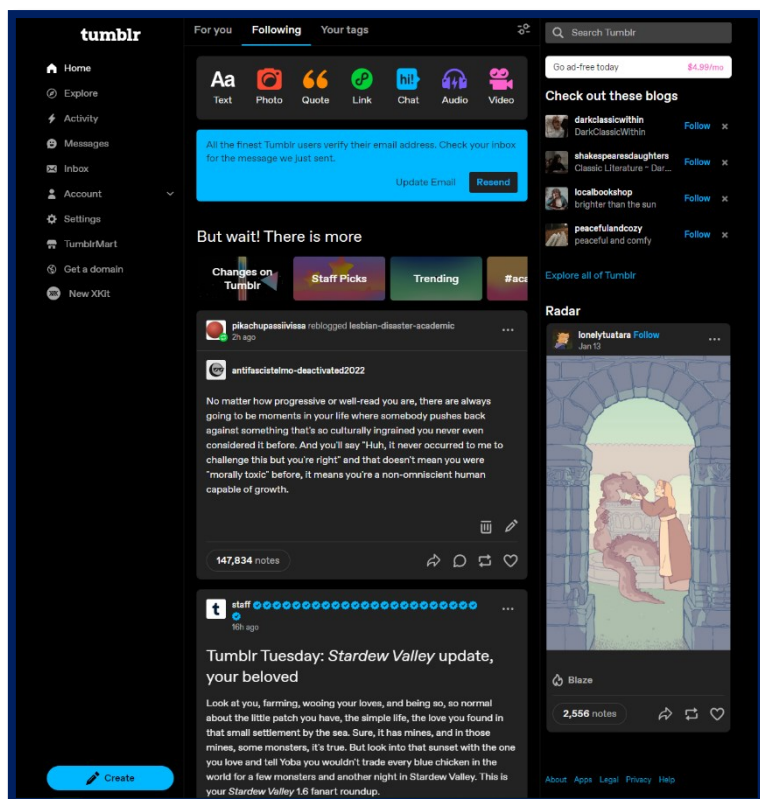 tumblr
Home
Explore
Activity
Messages
Inbox
Account
Settings
TumblrMart
Get a domain
New XKit
Create
For you Following Your tags
Aa
Text
Photo
Quote
Link
hi!
Chat
Audio
Video
All the finest Tumblr users verify their email address. Check your inbox
for the message we just sent.
Update Email Resend
But wait! There is more
Changes on
Tumblr
Staff Picks
Trending
#aca
pikachupassiivissa reblogged lesbian-disaster-academic
2h ago
antifascistelmo-deactivated2022
No matter how progressive or well-read you are, there are always
going to be moments in your life where somebody pushes back
against something that's so culturally ingrained you never even
considered it before. And you'll say "Huh, it never occurred to me to
challenge this but you're right" and that doesn't mean you were
"morally toxic" before, it means you're a non-omniscient human
capable of growth.
147,834 notes
t
staff
16h ago
Tumblr Tuesday: Stardew Valley update,
your beloved
Look at you, farming, wooing your loves, and being so, so normal
about the little patch you have, the simple life, the love you found in
that small settlement by the sea. Sure, it has mines, and in those
mines, some monsters, it's true. But look into that sunset with the one
you love and tell Yoba you wouldn't trade every blue chicken in the
world for a few monsters and another night in Stardew Valley. This is
your Stardew Valley 1.6 fanart roundup.
Search Tumblr
Go ad-free today $4.99/mo
Check out these blogs
darkclassicwithin
DarkClassicWithin
Follow
shakespearesdaughters
Classic Literature - Dar...
Follow
localbookshop
brighter than the sun
Follow
peacefulandcozy
peaceful and comfy
Follow
Explore all of Tumblr
Radar
lonelytuatara Follow
Jan 13
Blaze
2,556 notes
About Apps Legal Privacy Help